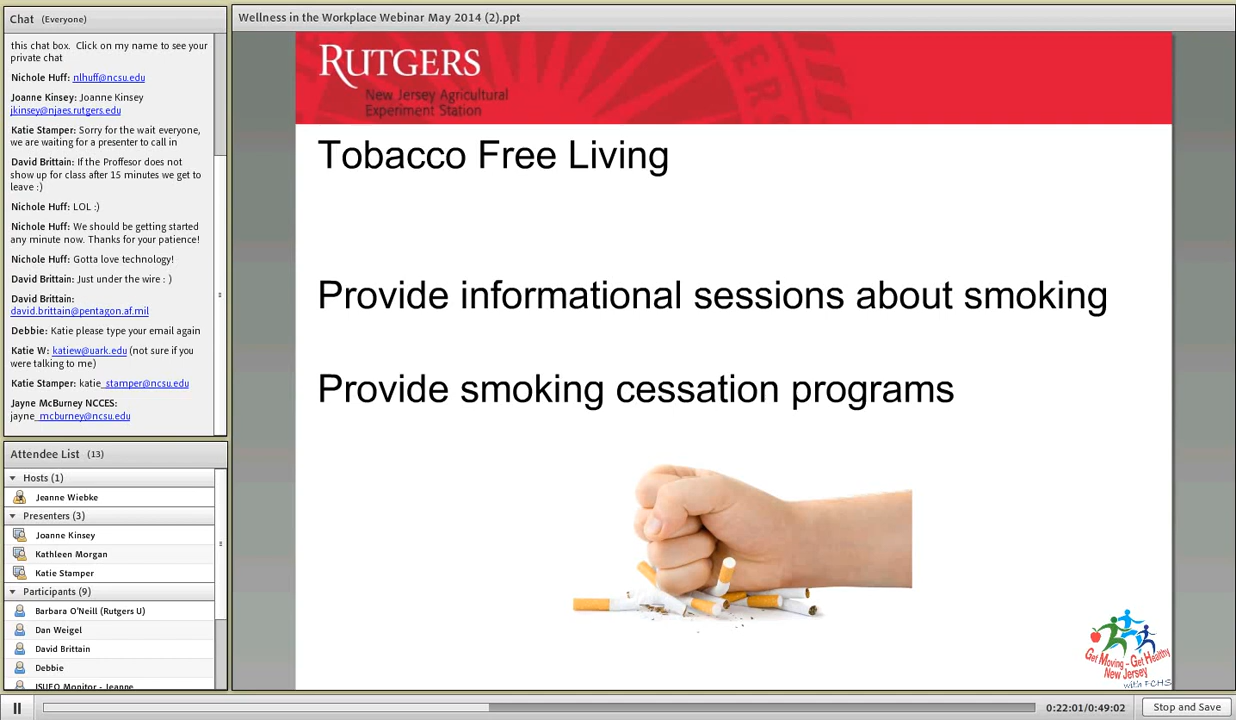 Chat (Everyone)
this chat box. Click on my name to see your
private chat
Nichole Huff: nlhuff@ncsu.edu
Joanne Kinsey: Joanne Kinsey
jkinsey@njaes.rutgers.edu
Katie Stamper: Sorry for the wait everyone,
we are waiting for a presenter to call in
David Brittain: If the Proffesor does not
show up for class after 15 minutes we get to
leave :)
Nichole Huff: LOL :)
Nichole Huff: We should be getting started
any minute now. Thanks for your patience!
Nichole Huff: Gotta love technology!
David Brittain: Just under the wire : )
David Brittain:
david.brittain@pentagon.af.mil
Debbie: Katie please type your email again
Katie W: katiew@uark.edu (not sure if you
were talking to me)
Katie Stamper: katie_stamper@ncsu.edu
Jayne McBurney NCCES:
jayne_mcburney@ncsu.edu
Attendee List (13)
Hosts (1)
Jeanne Wiebke
Presenters (3)
Joanne Kinsey
Kathleen Morgan
Katie Stamper
Participants (9)
Barbara O'Neill (Rutgers U)
Dan Weigel
David Brittain
Debbie
ISUEO Monitor - Jeanne
Wellness in the Workplace Webinar May 2014 (2).ppt
RUTGERS
New Jersey Agricultural
Experiment Station
Tobacco Free Living
Provide informational sessions about smoking
Provide smoking cessation programs
Get Moving - Get Healthy
New Jersey
with FCHS
0:22:01/0:49:02
Stop and Save